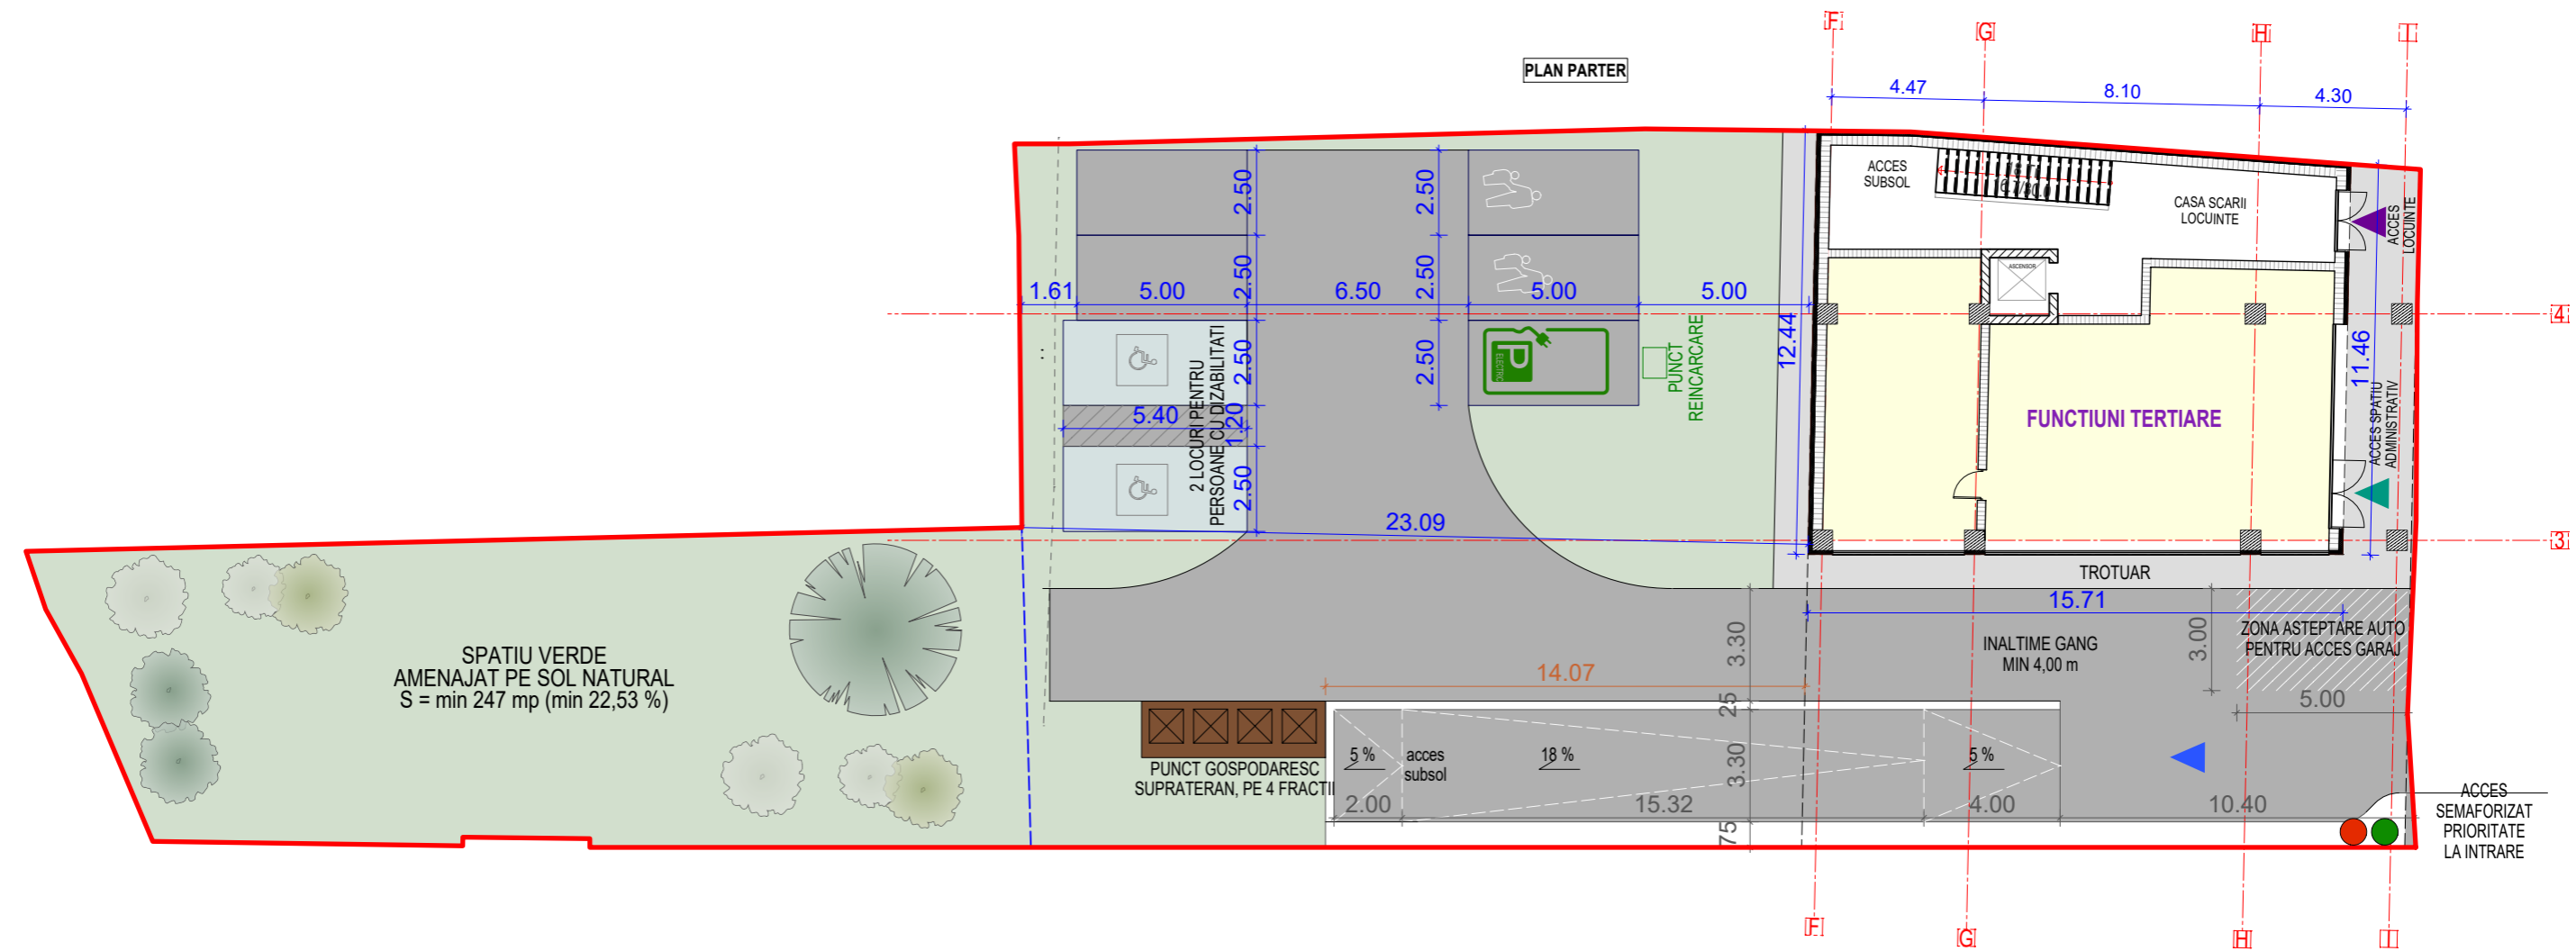 PLAN PARTER
F
G
H
I
4.47
8.10
4.30
ACCES
SUBSOL
CASA SCARII
LOCUINTE
ACCES
LOCUINTE
ASCENSOR
2.50
2.50
2.50
2.50
1.61
5.00
6.50
5.00
5.00
4
2.50
2.50
P
ELECTRIC
PUNCT
REINCARCARE
12.44
11.46
5.40
1.20
2 LOCURI PENTRU
PERSOANE CU DIZABILITATI
2.50
FUNCTIUNI TERTIARE
ACCES SPATIU
ADMINISTRATIV
23.09
3
TROTUAR
15.71
SPATIU VERDE
AMENAJAT PE SOL NATURAL
S = min 247 mp (min 22,53 %)
3.30
INALTIME GANG
MIN 4,00 m
3.00
ZONA ASTEPTARE AUTO
PENTRU ACCES GARAJ
14.07
5.00
25
5 %
acces
subsol
18 %
3.30
5 %
PUNCT GOSPODARESC
SUPRATERAN, PE 4 FRACTII
2.00
15.32
4.00
10.40
75
ACCES
SEMAFORIZAT
PRIORITATE
LA INTRARE
F
G
H
I